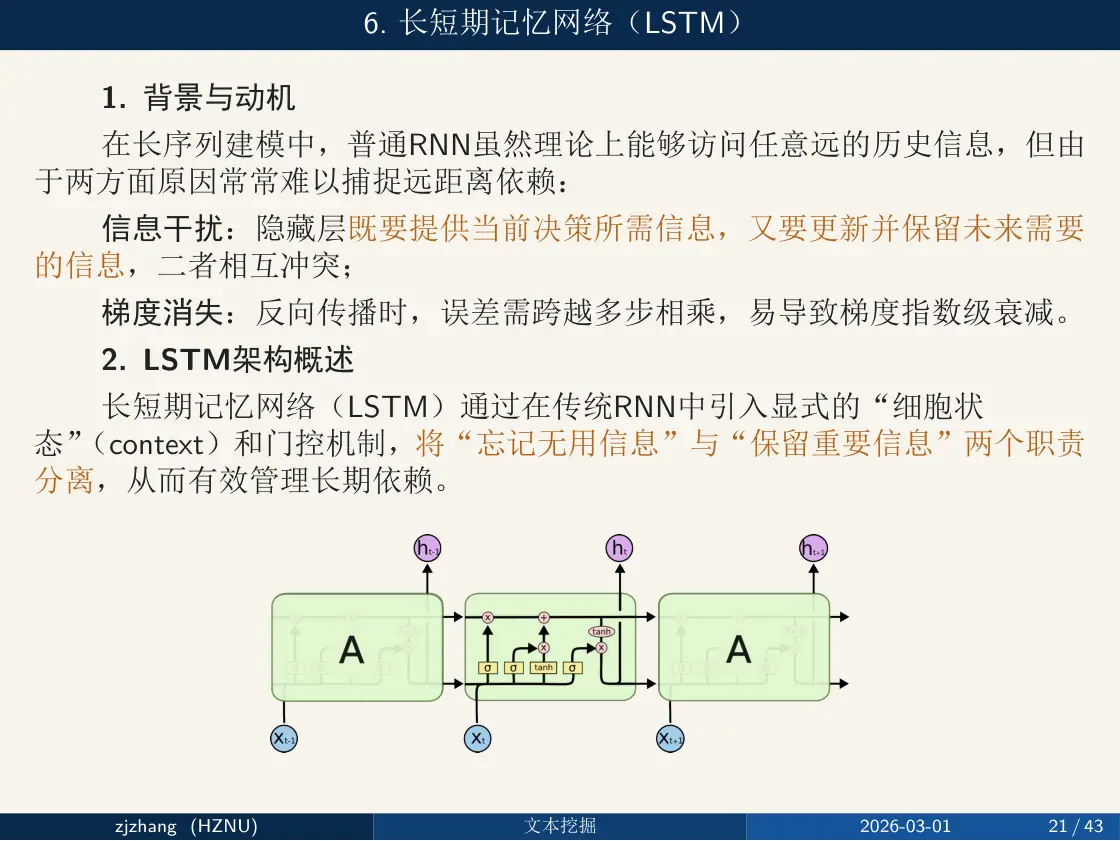 6. 长短期记忆网络（LSTM）
1. 背景与动机
在长序列建模中，普通RNN虽然理论上能够访问任意远的历史信息，但由
于两方面原因常常难以捕捉远距离依赖：
信息干扰：隐藏层既要提供当前决策所需信息，又要更新并保留未来需要
的信息，二者相互冲突；
梯度消失：反向传播时，误差需跨越多步相乘，易导致梯度指数级衰减。
2. LSTM架构概述
长短期记忆网络（LSTM）通过在传统RNN中引入显式的“细胞状
态”（context）和门控机制，将“忘记无用信息”与“保留重要信息”两个职责
分离，从而有效管理长期依赖。
ht-1 ht ht+1
x +
tanh
A x x A
σ σ tanh σ
xt-1 xt xt+1
zjzhang (HZNU) 文本挖掘 2026-03-01 21 / 43